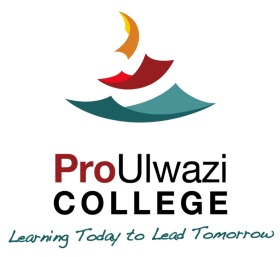 ProUlwazi
COLLEGE
Learning Today to Lead Tomorrow